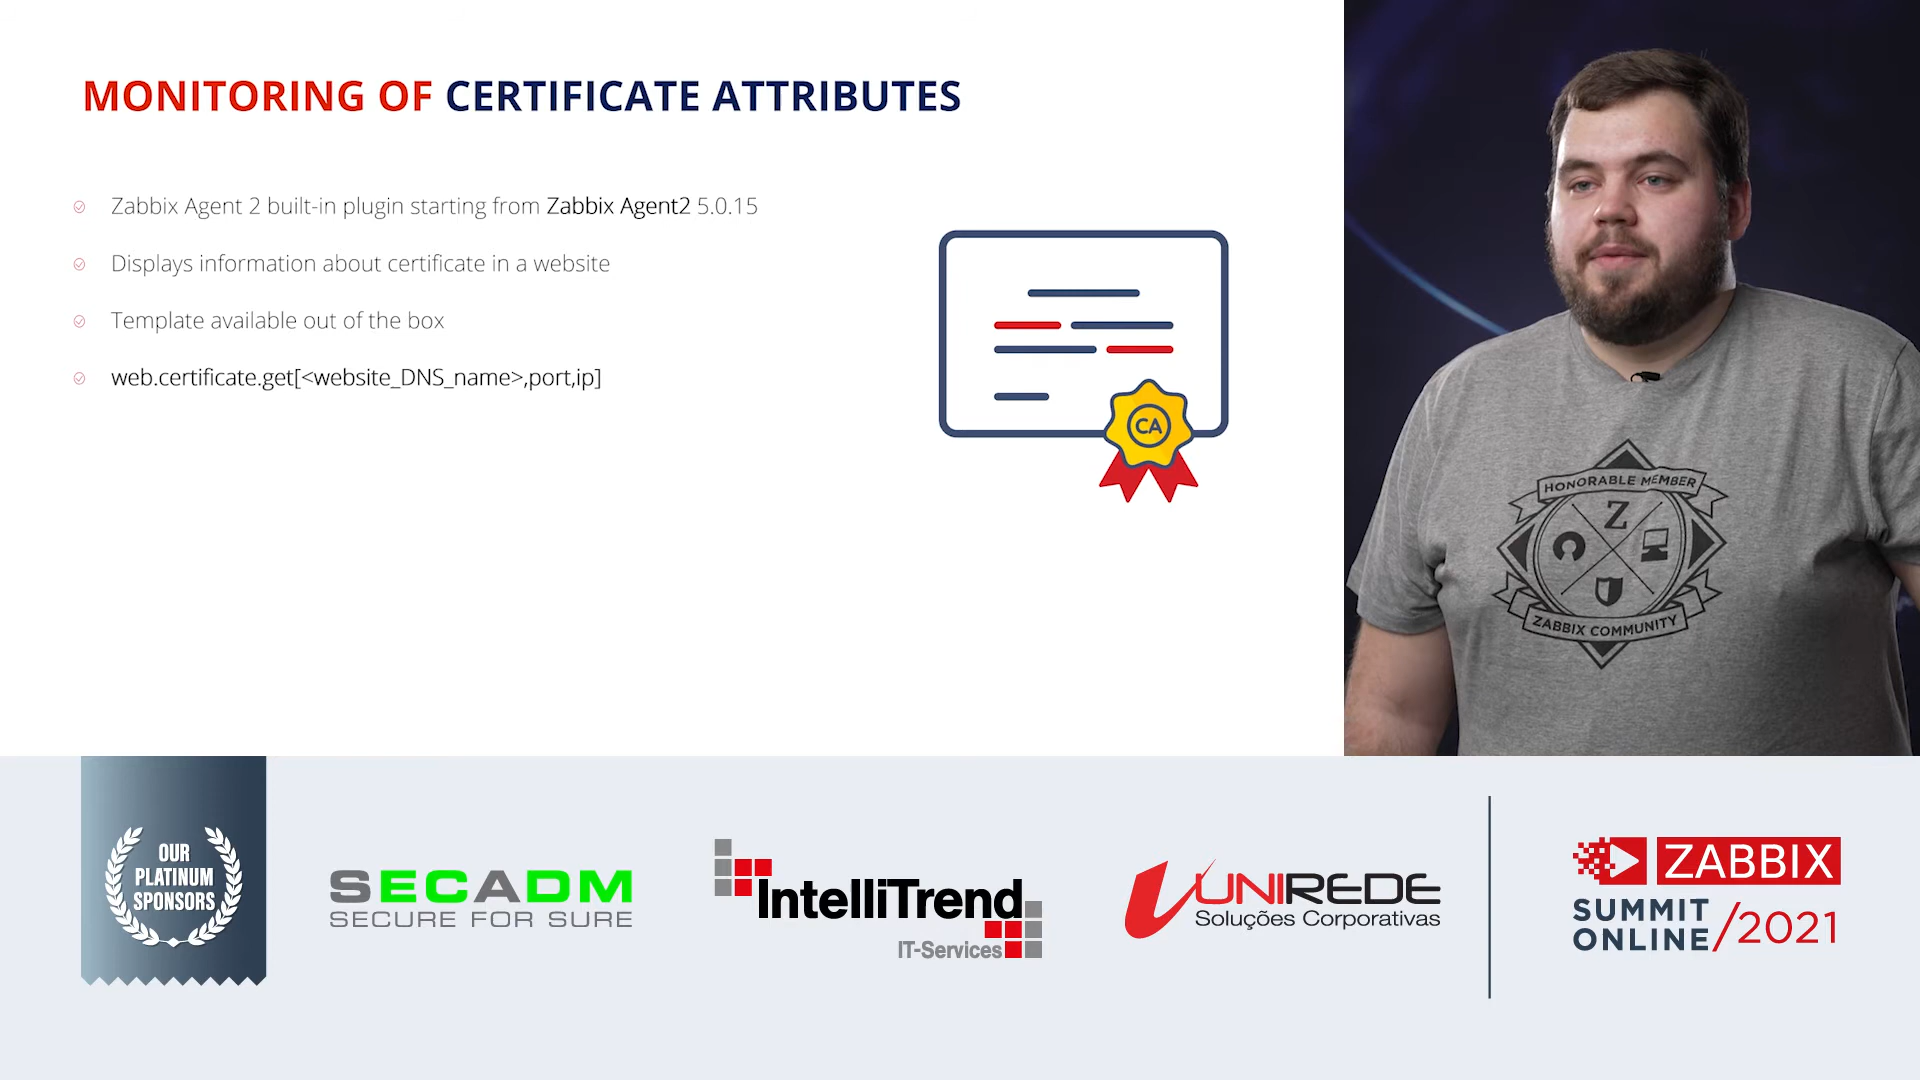 MONITORING OF CERTIFICATE ATTRIBUTES
Zabbix Agent 2 built-in plugin starting from Zabbix Agent2 5.0.15
Displays information about certificate in a website
Template available out of the box
web.certificate.get[<website_DNS_name>,port,ip]
CA
HONORABLE MEMBER
Z
ZABBIX COMMUNITY
OUR
PLATINUM
SPONSORS
SECADM
SECURE FOR SURE
IntelliTrend
IT-Services
UNIREDE
Soluções Corporativas
ZABBIX
SUMMIT
ONLINE/2021